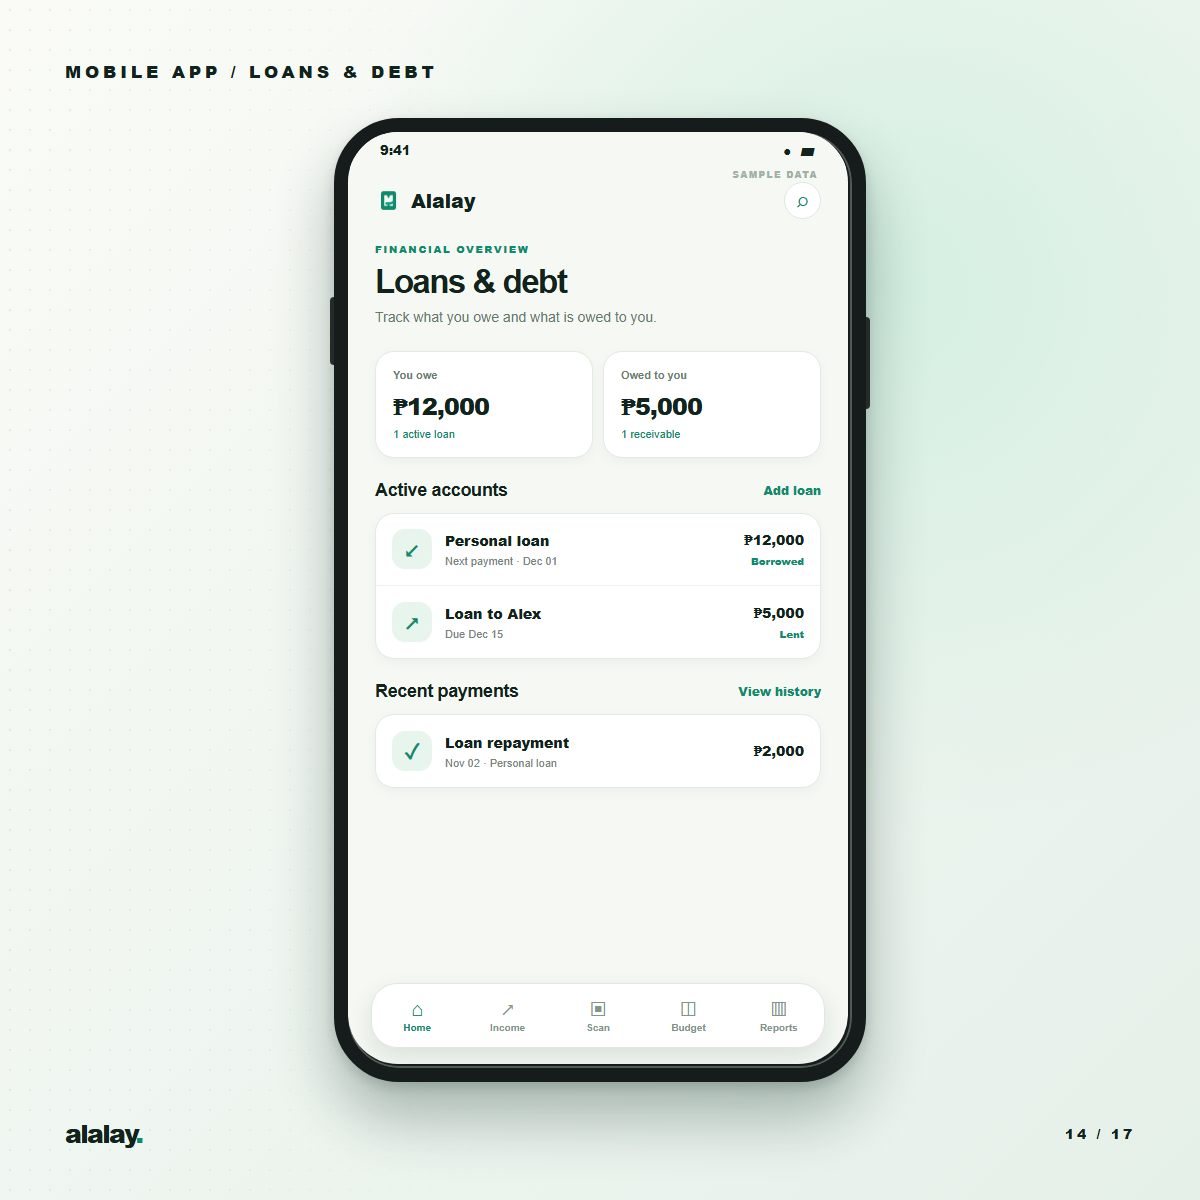 MOBILE APP / LOANS & DEBT
9:41
SAMPLE DATA
Alalay
FINANCIAL OVERVIEW
Loans & debt
Track what you owe and what is owed to you.
You owe
₱12,000
1 active loan
Owed to you
₱5,000
1 receivable
Active accounts
Add loan
Personal loan
Next payment · Dec 01
₱12,000
Borrowed
Loan to Alex
Due Dec 15
₱5,000
Lent
Recent payments
View history
Loan repayment
Nov 02 · Personal loan
₱2,000
Home
Income
Scan
Budget
Reports
alalay.
14 / 17